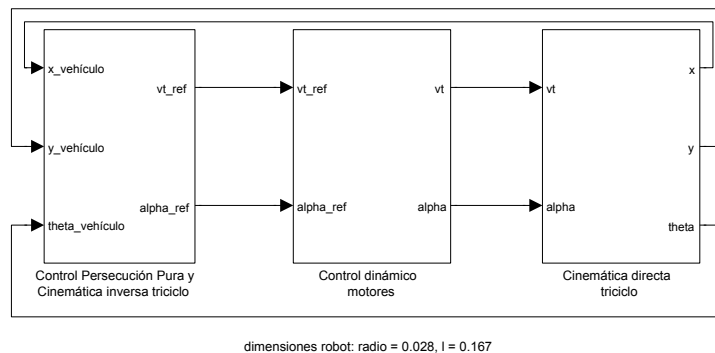 x_vehículo
y_vehículo
theta_vehículo
vt_ref
alpha_ref
Control Persecución Pura y
Cinemática inversa triciclo
vt_ref
alpha_ref
vt
alpha
Control dinámico
motores
vt
alpha
x
y
theta
Cinemática directa
triciclo
dimensiones robot: radio = 0.028, l = 0.167